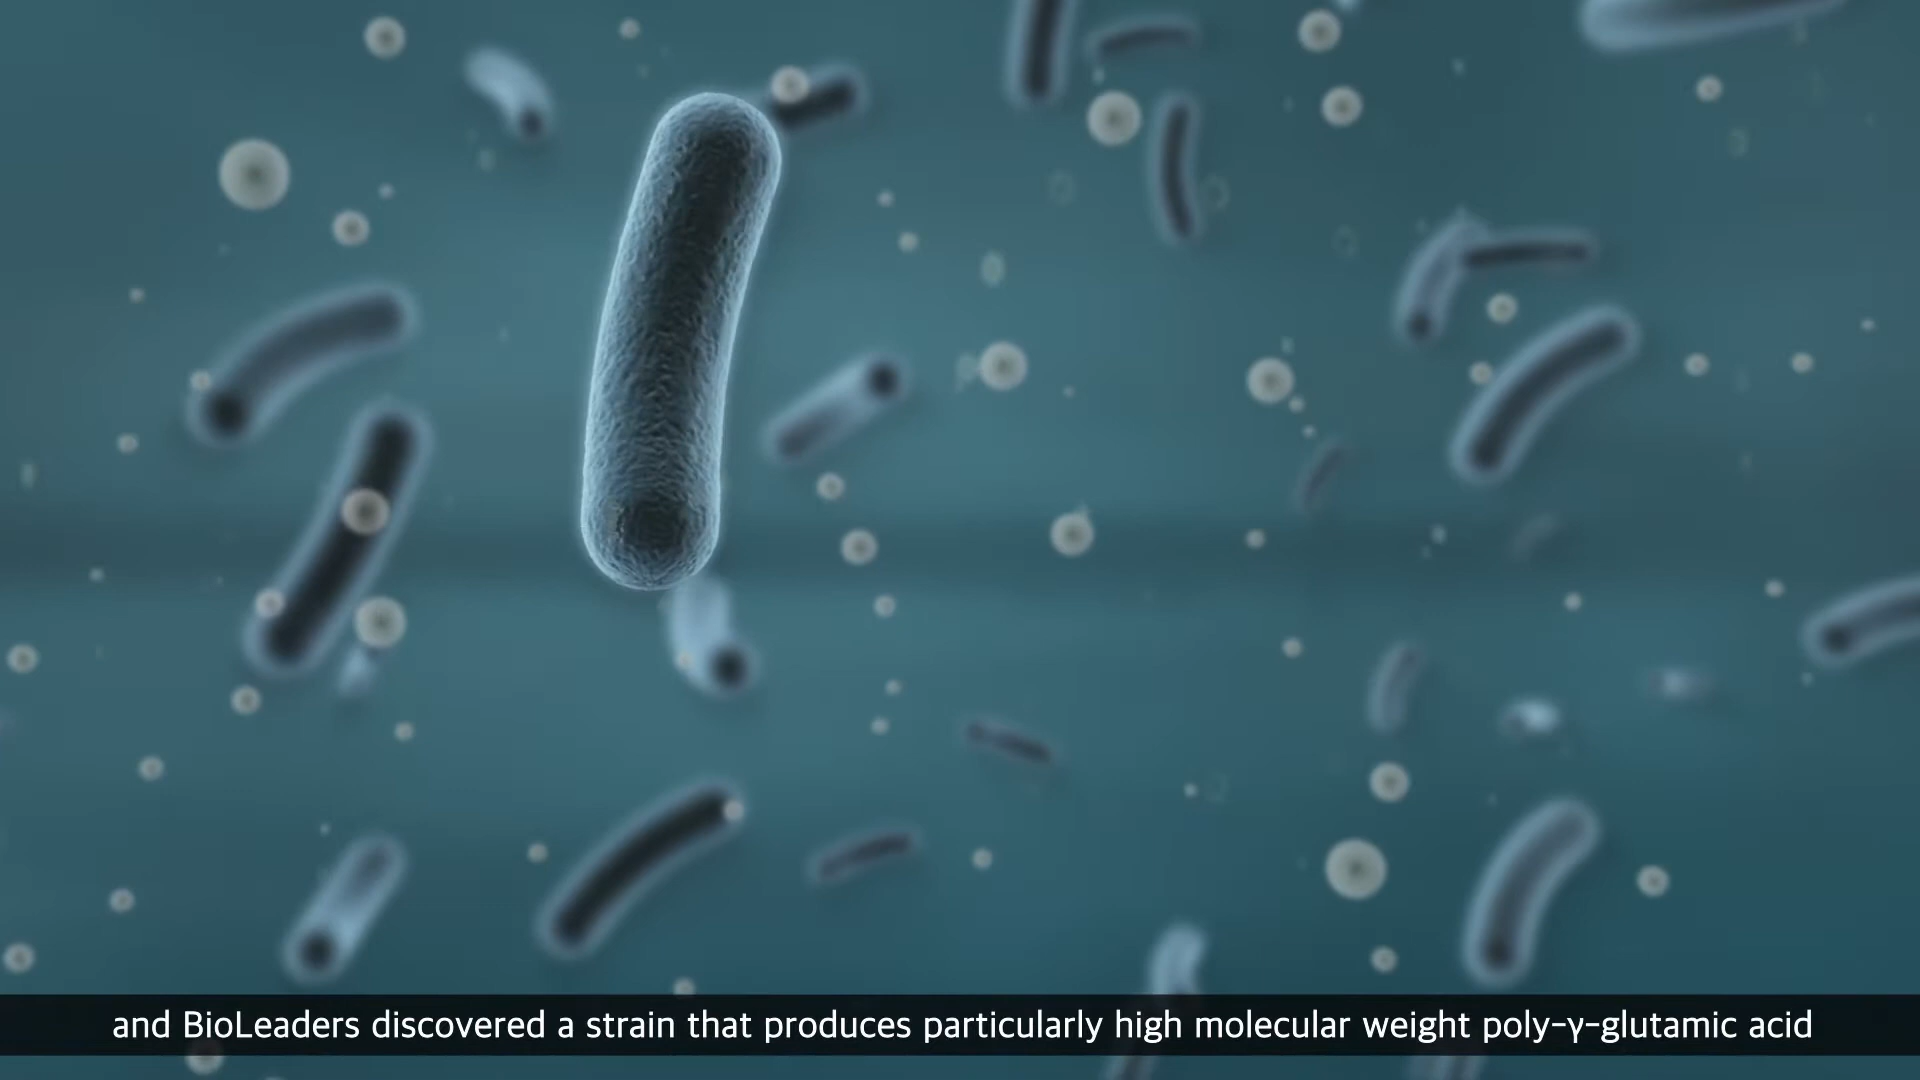 and BioLeaders discovered a strain that produces particularly high molecular weight poly-γ-glutamic acid